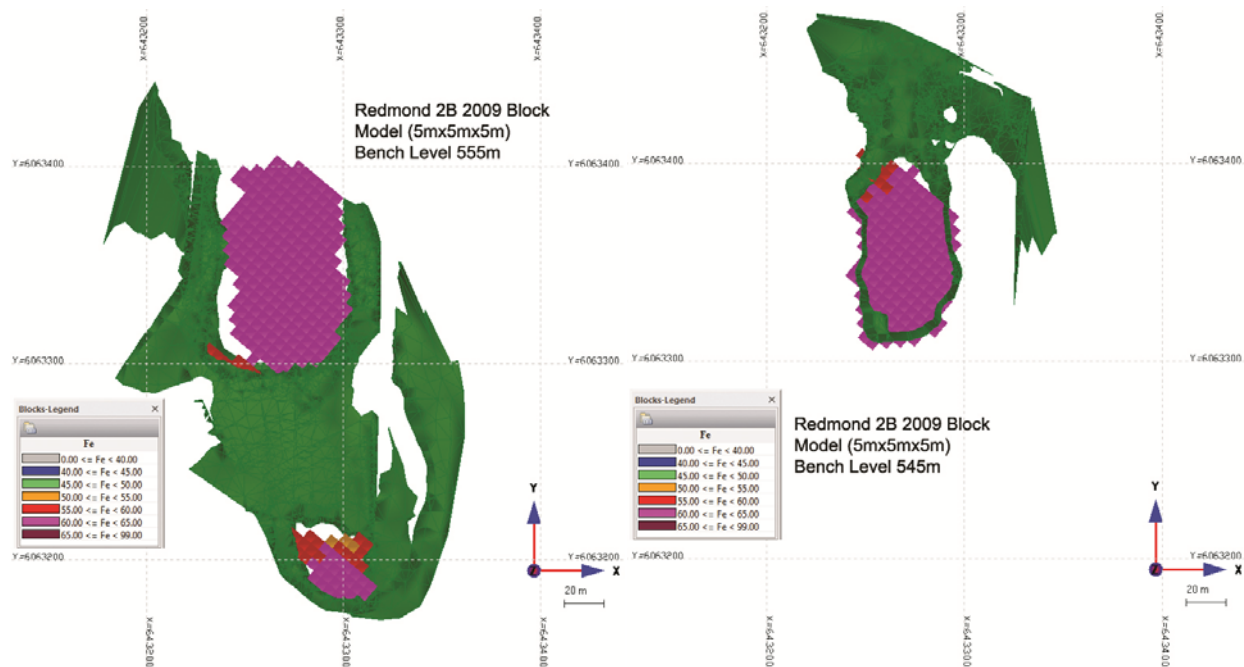 X=643200
X=643300
X=643400
Redmond 2B 2009 Block
Model (5mx5mx5m)
Bench Level 555m
Y=6063400
Y=6063400
Y=6063300
Y=6063300
Blocks-Legend
Fe
0.00 <= Fe < 40.00
40.00 <= Fe < 45.00
45.00 <= Fe < 50.00
50.00 <= Fe < 55.00
55.00 <= Fe < 60.00
60.00 <= Fe < 65.00
65.00 <= Fe < 99.00
Y=6063200
Y=6063200
Y
X
Z
20 m
X=643200
X=643300
X=643400
X=643200
X=643300
X=643400
Y=6063400
Y=6063400
Y=6063300
Y=6063300
Blocks-Legend
Fe
0.00 <= Fe < 40.00
40.00 <= Fe < 45.00
45.00 <= Fe < 50.00
50.00 <= Fe < 55.00
55.00 <= Fe < 60.00
60.00 <= Fe < 65.00
65.00 <= Fe < 99.00
Redmond 2B 2009 Block
Model (5mx5mx5m)
Bench Level 545m
Y=6063200
Y=6063200
Y
X
Z
20 m
X=643200
X=643300
X=643400